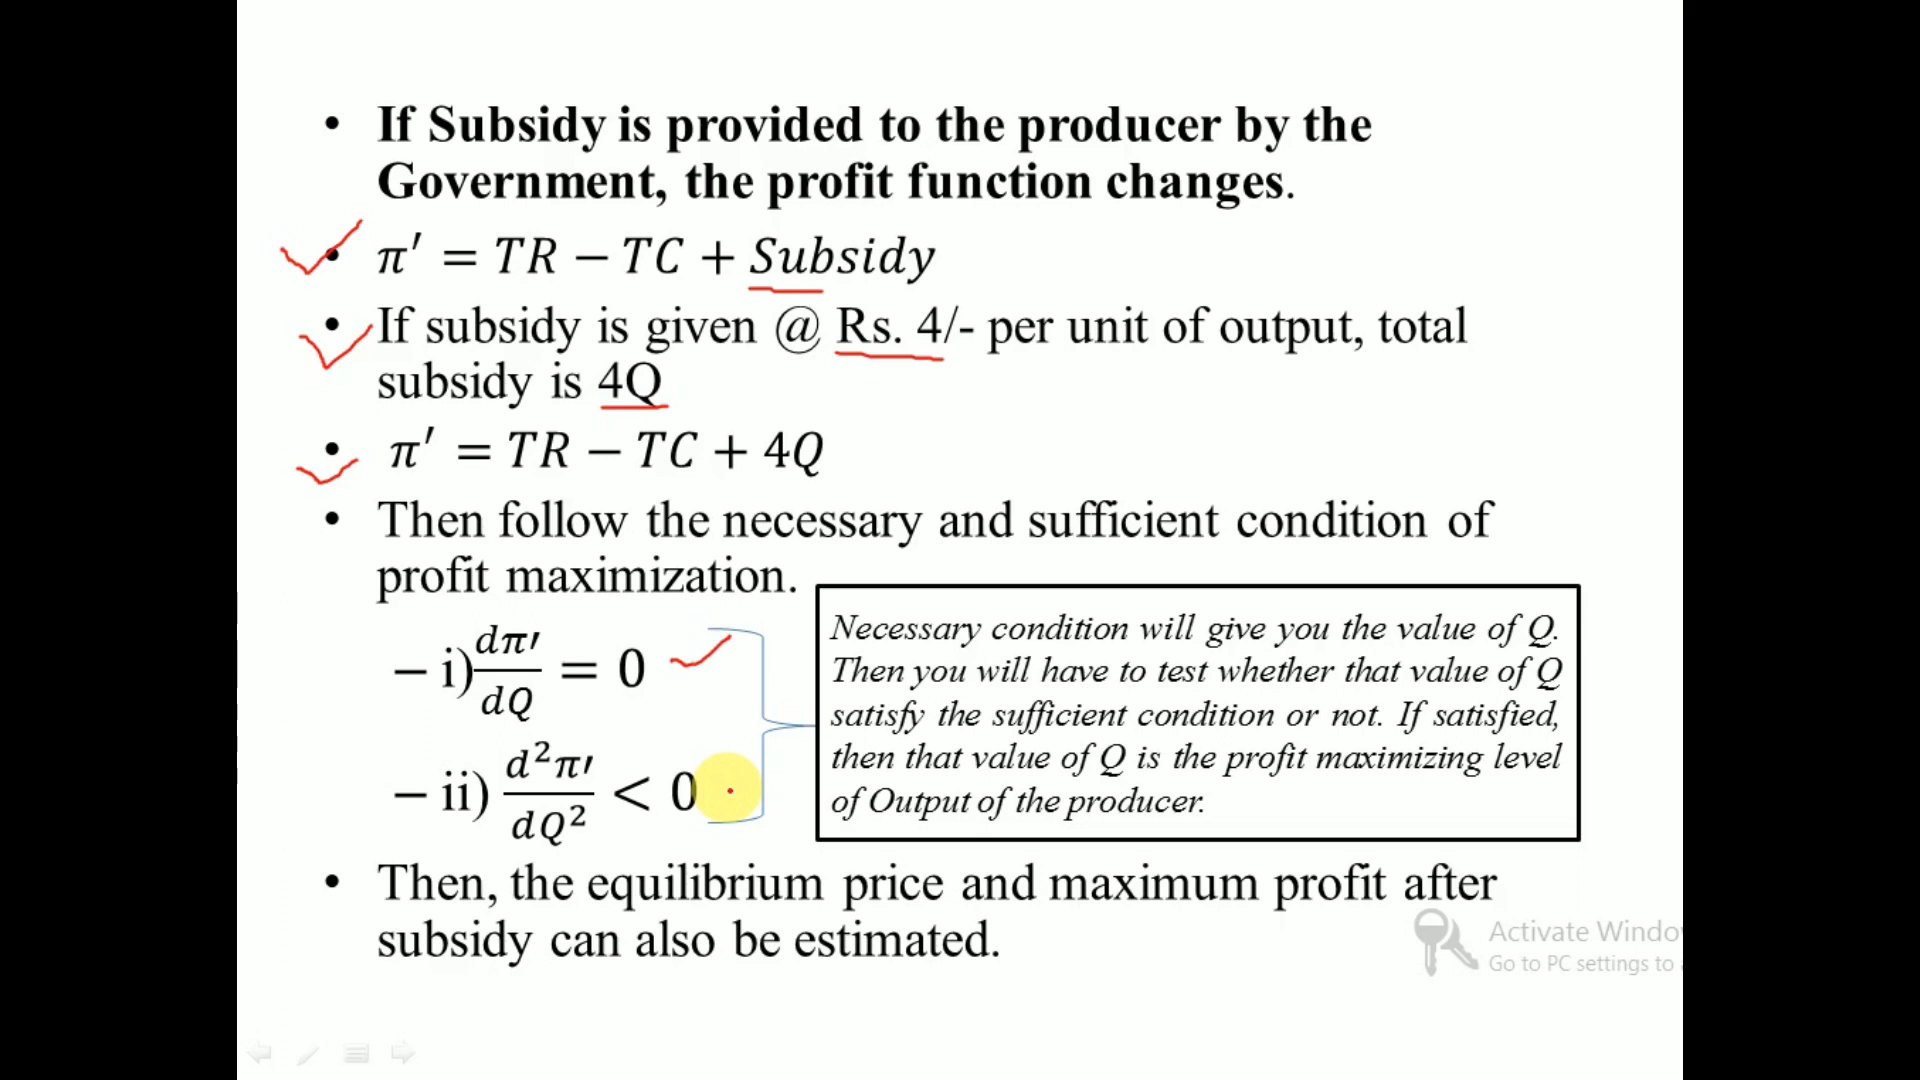 • If Subsidy is provided to the producer by the
Government, the profit function changes.
• π′ = TR − TC + Subsidy
• If subsidy is given @ Rs. 4/- per unit of output, total
subsidy is 4Q
• π′ = TR − TC + 4Q
• Then follow the necessary and sufficient condition of
profit maximization.
– i) dπ′/dQ = 0
– ii) d²π′/dQ² < 0
Necessary condition will give you the value of Q.
Then you will have to test whether that value of Q
satisfy the sufficient condition or not. If satisfied,
then that value of Q is the profit maximizing level
of Output of the producer.
• Then, the equilibrium price and maximum profit after
subsidy can also be estimated.
Activate Windo
Go to PC settings to